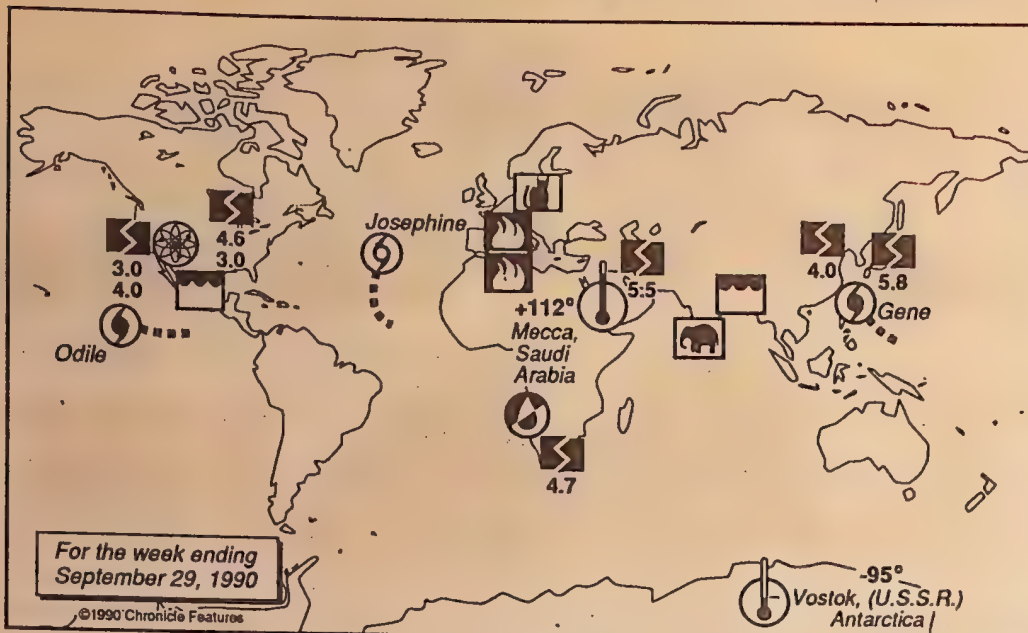 Josephine
4.6
3.0
3.0
4.0
Odile
+112°
Mecca,
Saudi
Arabia
5.5
4.0
5.8
Gene
4.7
For the week ending
September 29, 1990
©1990 Chronicle Features
-95°
Vostok, (U.S.S.R.)
Antarctica